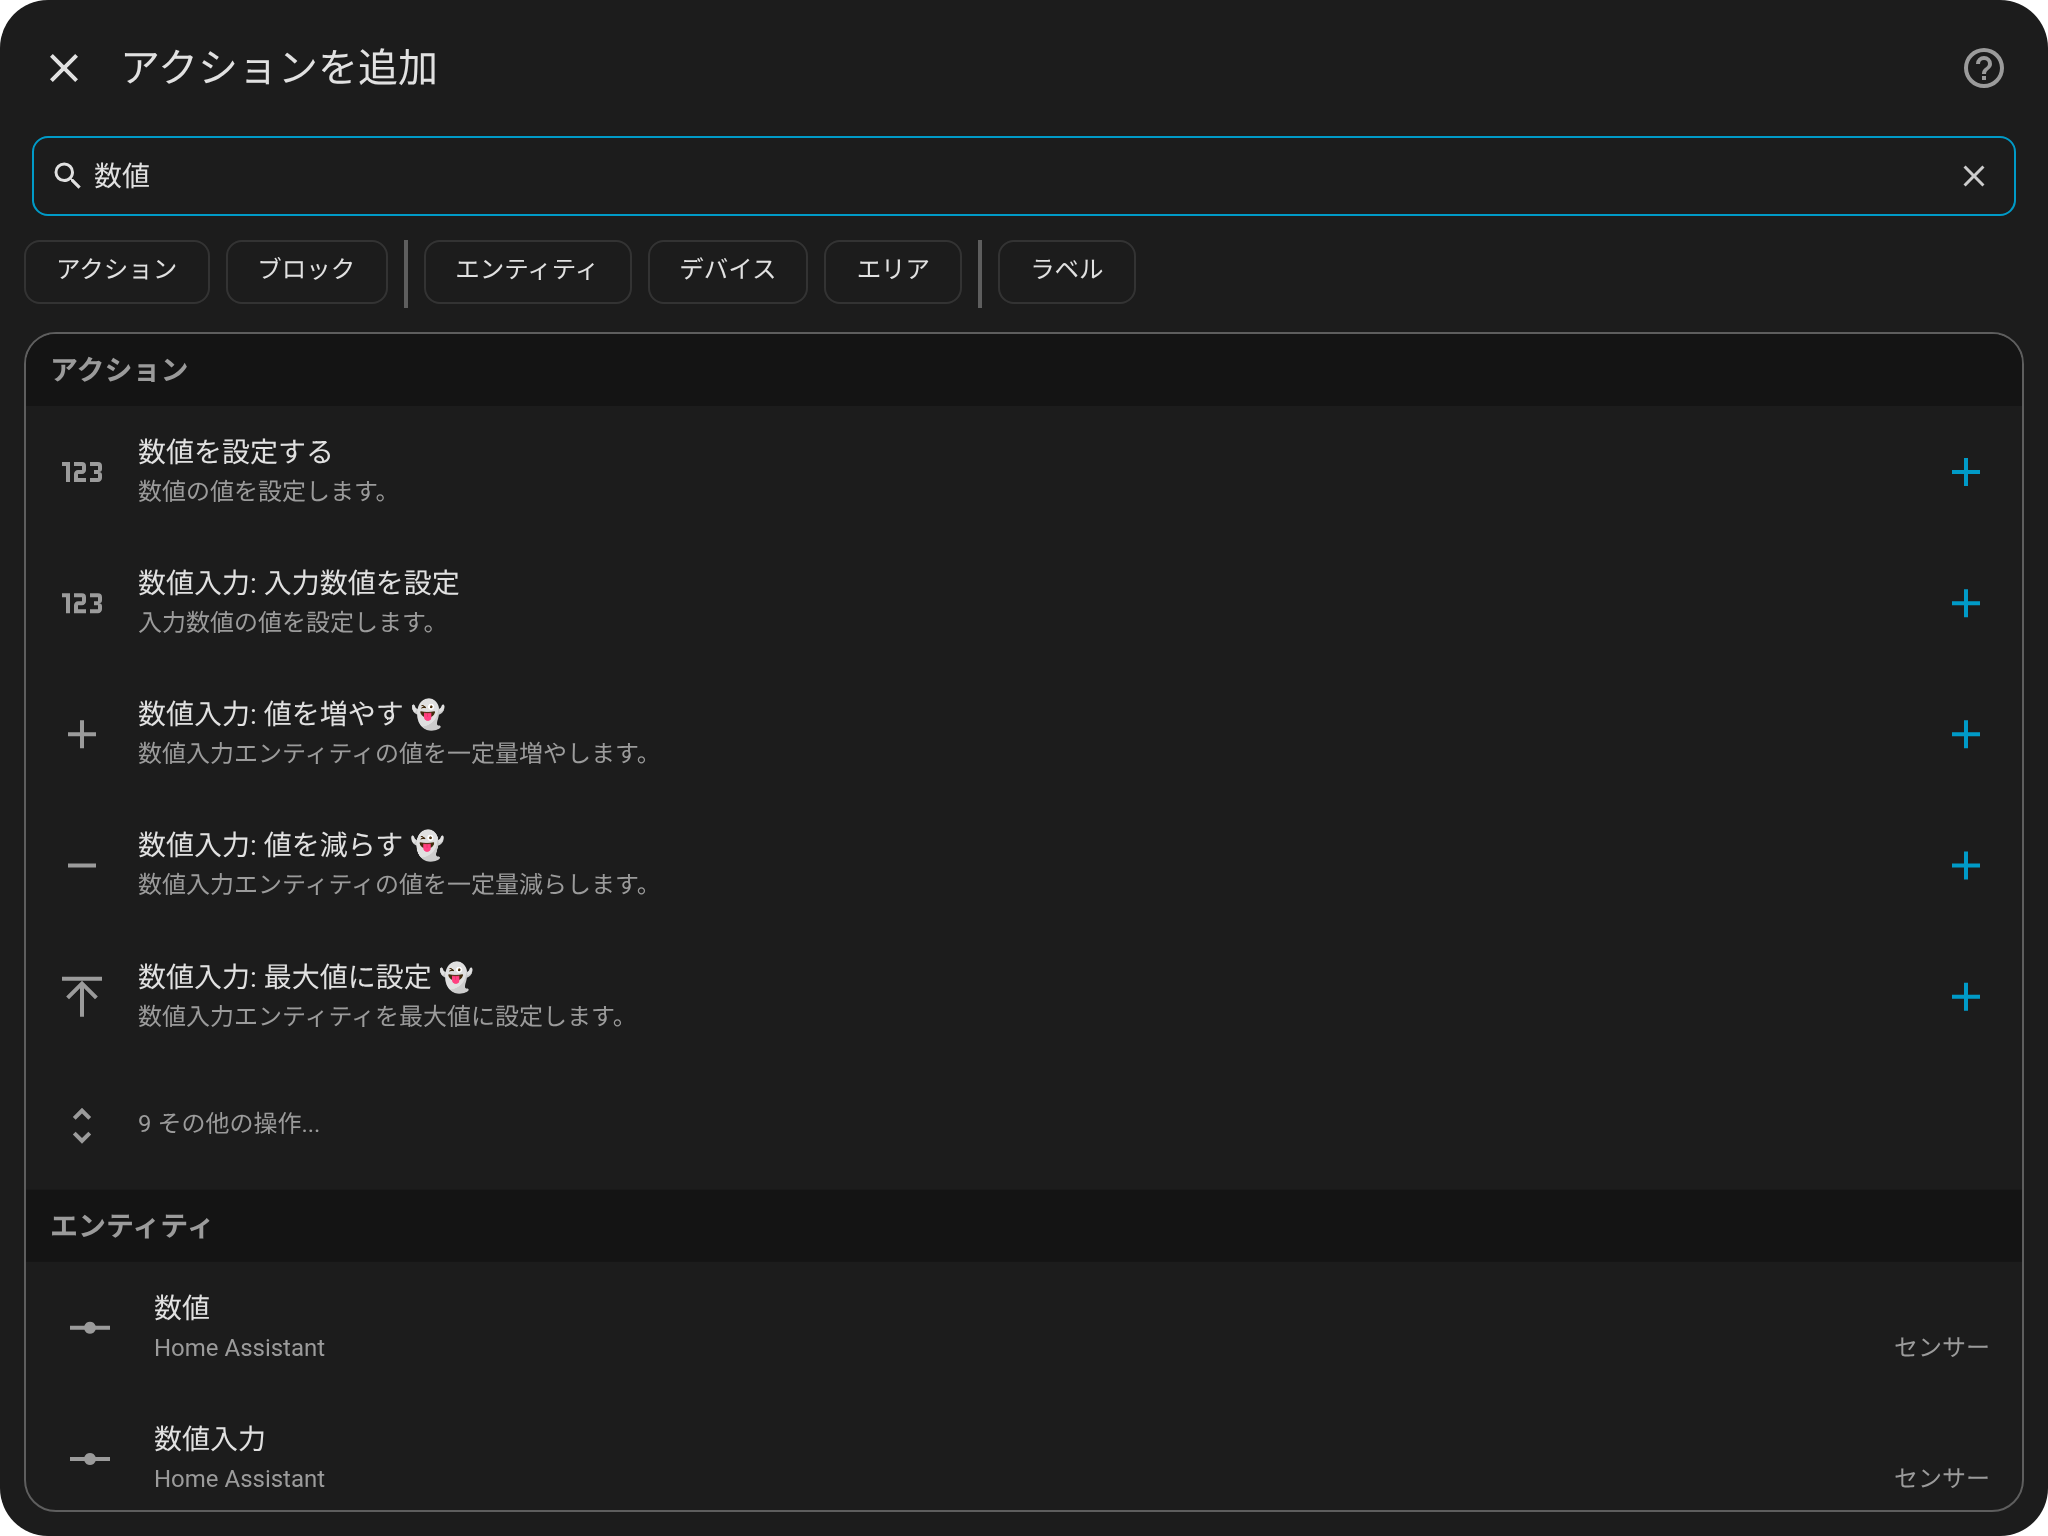 アクションを追加
数値
アクション
ブロック
エンティティ
デバイス
エリア
ラベル
アクション
123
数値を設定する
数値の値を設定します。
123
数値入力: 入力数値を設定
入力数値の値を設定します。
数値入力: 値を増やす 👻
数値入力エンティティの値を一定量増やします。
数値入力: 値を減らす 👻
数値入力エンティティの値を一定量減らします。
数値入力: 最大値に設定 👻
数値入力エンティティを最大値に設定します。
9 その他の操作...
エンティティ
数値
Home Assistant
センサー
数値入力
Home Assistant
センサー